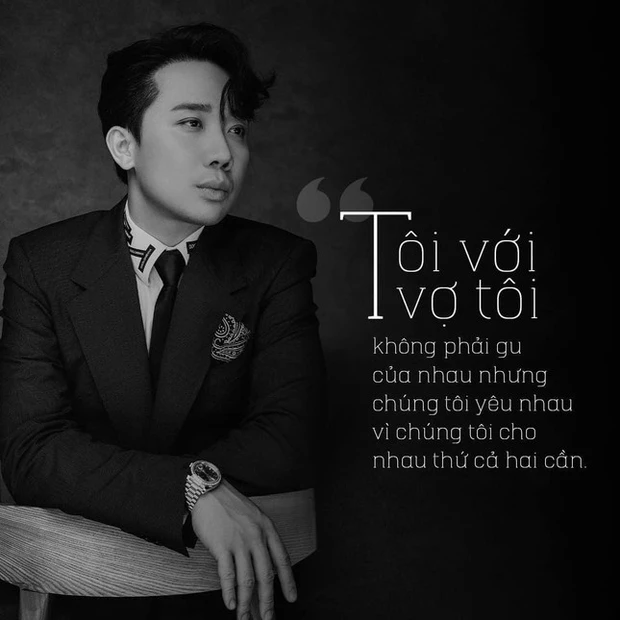 “
Tôi với
vợ tôi
không phải gu
của nhau nhưng
chúng tôi yêu nhau
vì chúng tôi cho
nhau thứ cả hai cần.